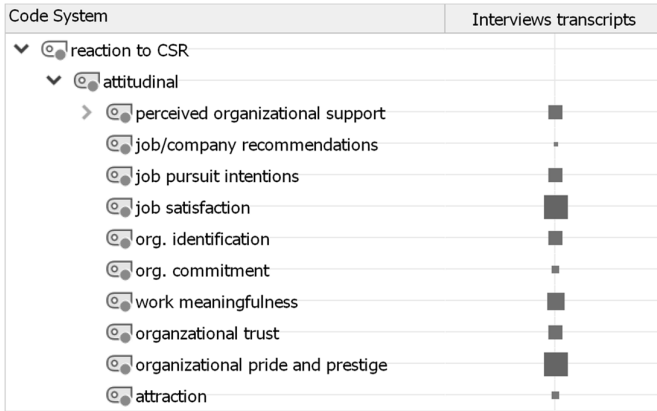 Code System Interviews transcripts
reaction to CSR
attitudinal
perceived organizational support
job/company recommendations
job pursuit intentions
job satisfaction
org. identification
org. commitment
work meaningfulness
organzational trust
organizational pride and prestige
attraction